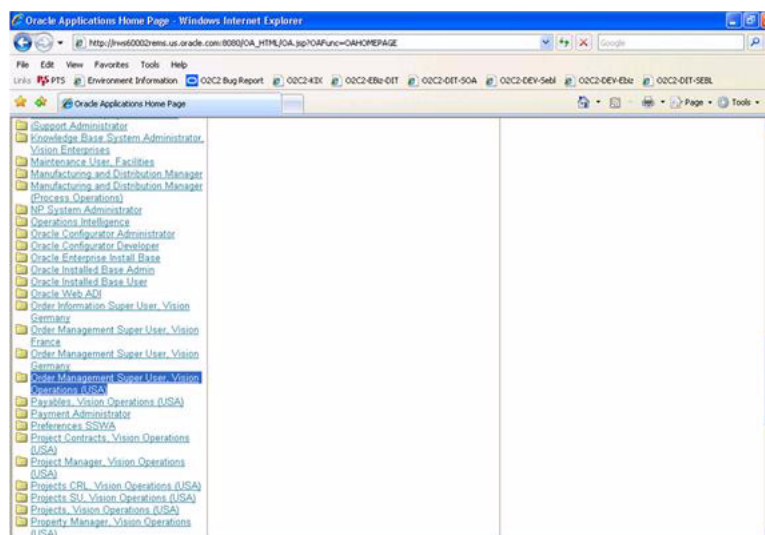 Oracle Applications Home Page - Windows Internet Explorer
http://rws60002rems.us.oracle.com:8080/OA_HTML/OA.jsp?OAFunc=OAHOMEPAGE
Google
File Edit View Favorites Tools Help
Links PTS Environment Information O2C2 Bug Report O2C2-4IX O2C2-EBiz-DIT O2C2-DIT-SOA O2C2-DEV-Sebl O2C2-DEV-Ebiz O2C2-DIT-SEBL
Oracle Applications Home Page
Page Tools
iSupport Administrator
Knowledge Base System Administrator,
Vision Enterprises
Maintenance User, Facilities
Manufacturing and Distribution Manager
Manufacturing and Distribution Manager
(Process Operations)
NP System Administrator
Operations Intelligence
Oracle Configurator Administrator
Oracle Configurator Developer
Oracle Enterprise Install Base
Oracle Installed Base Admin
Oracle Installed Base User
Oracle Web ADI
Order Information Super User, Vision
Germany
Order Management Super User, Vision
France
Order Management Super User, Vision
Germany
Order Management Super User, Vision
Operations (USA)
Payables, Vision Operations (USA)
Payment Administrator
Preferences SSWA
Project Contracts, Vision Operations
(USA)
Project Manager, Vision Operations
(USA)
Projects CRL, Vision Operations (USA)
Projects SU, Vision Operations (USA)
Projects, Vision Operations (USA)
Property Manager, Vision Operations
(USA)